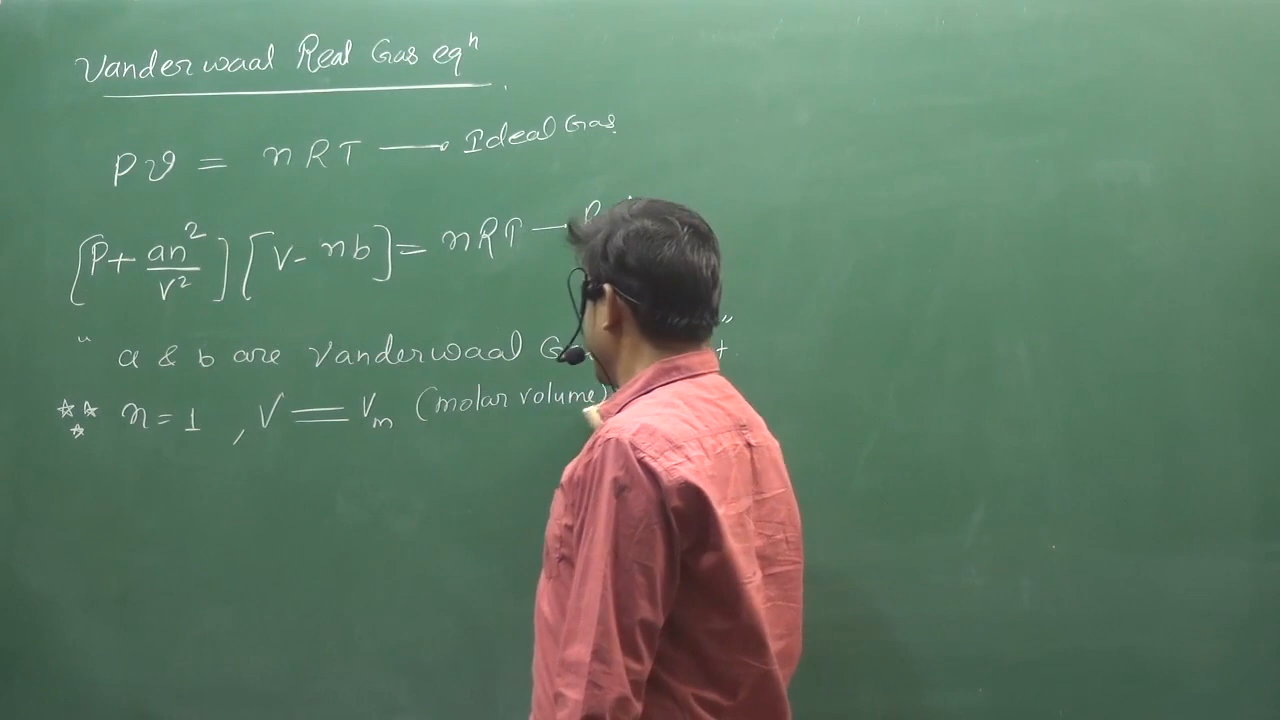 Vanderwaal Real Gas eqⁿ
PV = nRT → Ideal Gas
[P + an²/V²] [V - nb] = nRT →
" a & b are Vanderwaal "
*** n = 1 , V = Vm (molar volume)